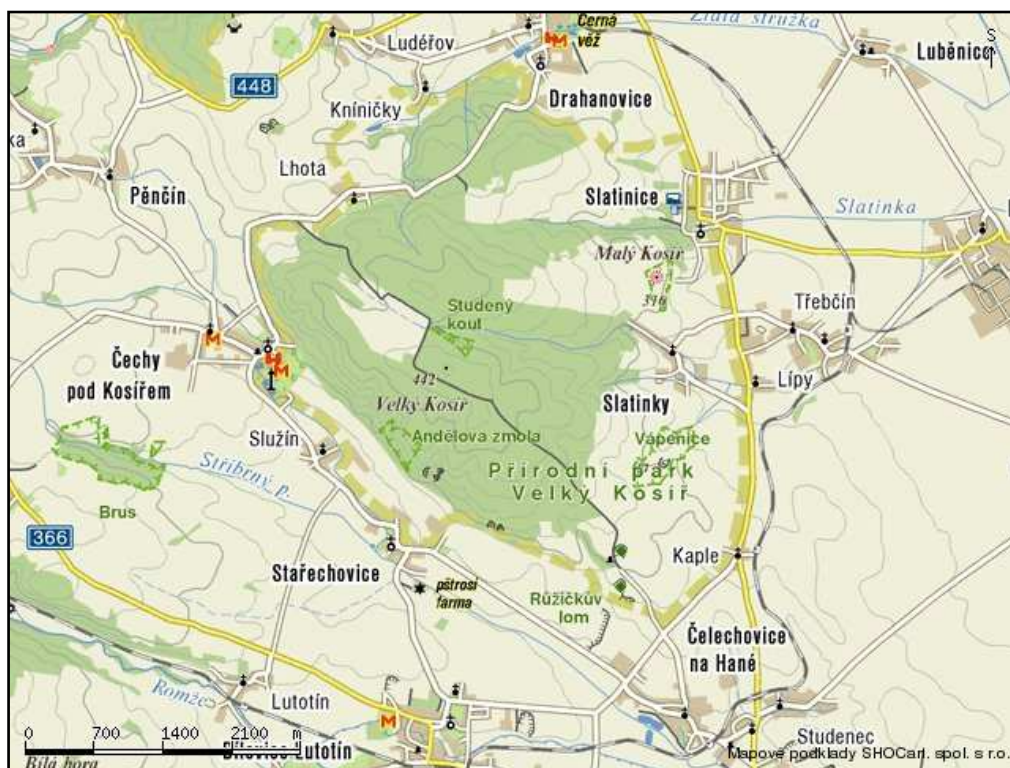 Černá
věž
Zlatá stružka
S
Luděřov
Luběnice
448
Kníničky
Drahanovice
ka
Lhota
Pěnčín
Slatinice
Slatinka
Malý Kosíř
316
Třebčín
Studený
kout
Čechy
pod Kosířem
442
Velký Kosíř
Lípy
Slatinky
Andělova zmola
Vápenice
Služín
Přírodní park
Velký Kosíř
Stříbrný p.
Brus
366
Kaple
Stařechovice
pštrosí
farma
Růžičkův
lom
Čelechovice
na Hané
Romže
Lutotín
0 700 1400 2100 m
Studenec
Bílá hora
Mapové podklady SHOCart, spol. s r.o.